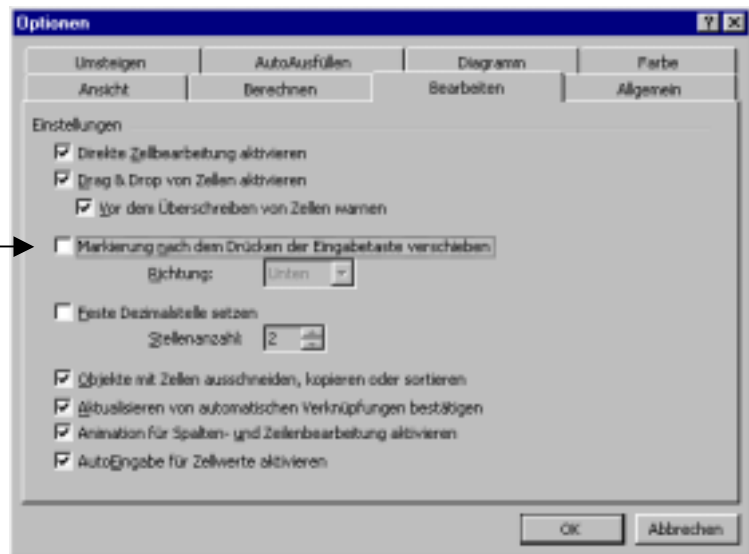 Optionen
Umsteigen AutoAusfüllen Diagramm Farbe
Ansicht Berechnen Bearbeiten Allgemein
Einstellungen
Direkte Zellbearbeitung aktivieren
Drag & Drop von Zellen aktivieren
Vor dem Überschreiben von Zellen warnen
Markierung nach dem Drücken der Eingabetaste verschieben
Richtung: Unten
Feste Dezimalstelle setzen
Stellenanzahl: 2
Objekte mit Zellen ausschneiden, kopieren oder sortieren
Aktualisieren von automatischen Verknüpfungen bestätigen
Animation für Spalten- und Zeilenbearbeitung aktivieren
AutoEingabe für Zellwerte aktivieren
OK Abbrechen